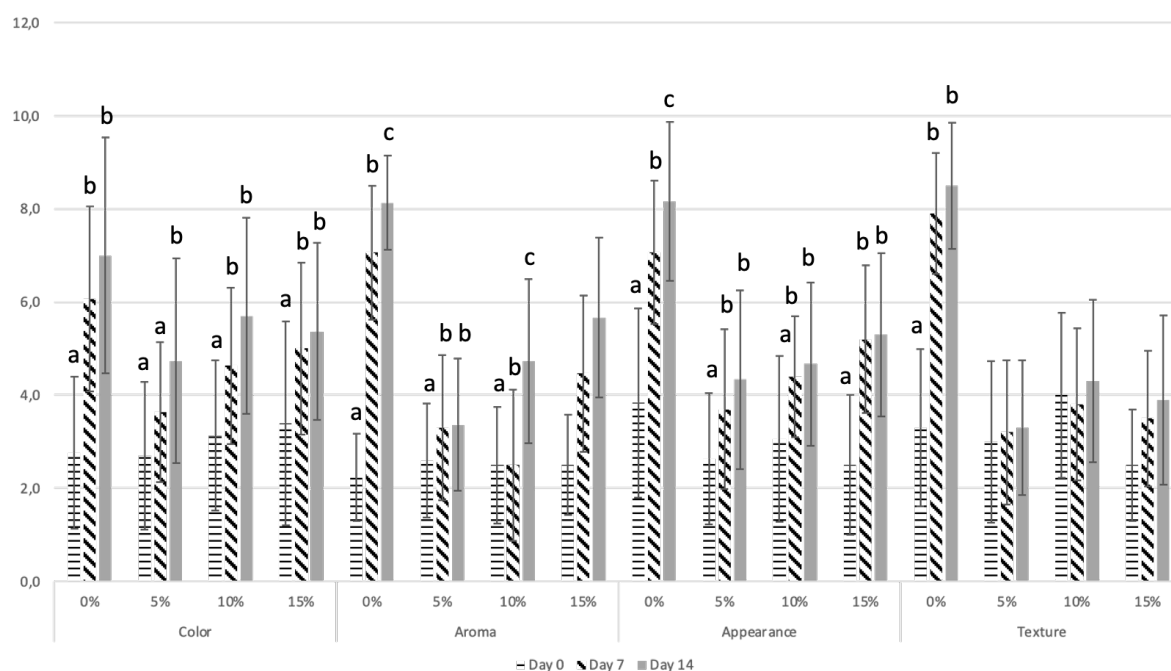 12,0
10,0
8,0
6,0
4,0
2,0
0,0
a b b
a a b
a b b
a b b
a b c
a b b
a b c
a b c
a b b
a b b
a b b
a b b
0% 5% 10% 15% 0% 5% 10% 15% 0% 5% 10% 15% 0% 5% 10% 15%
Color Aroma Appearance Texture
Day 0 Day 7 Day 14